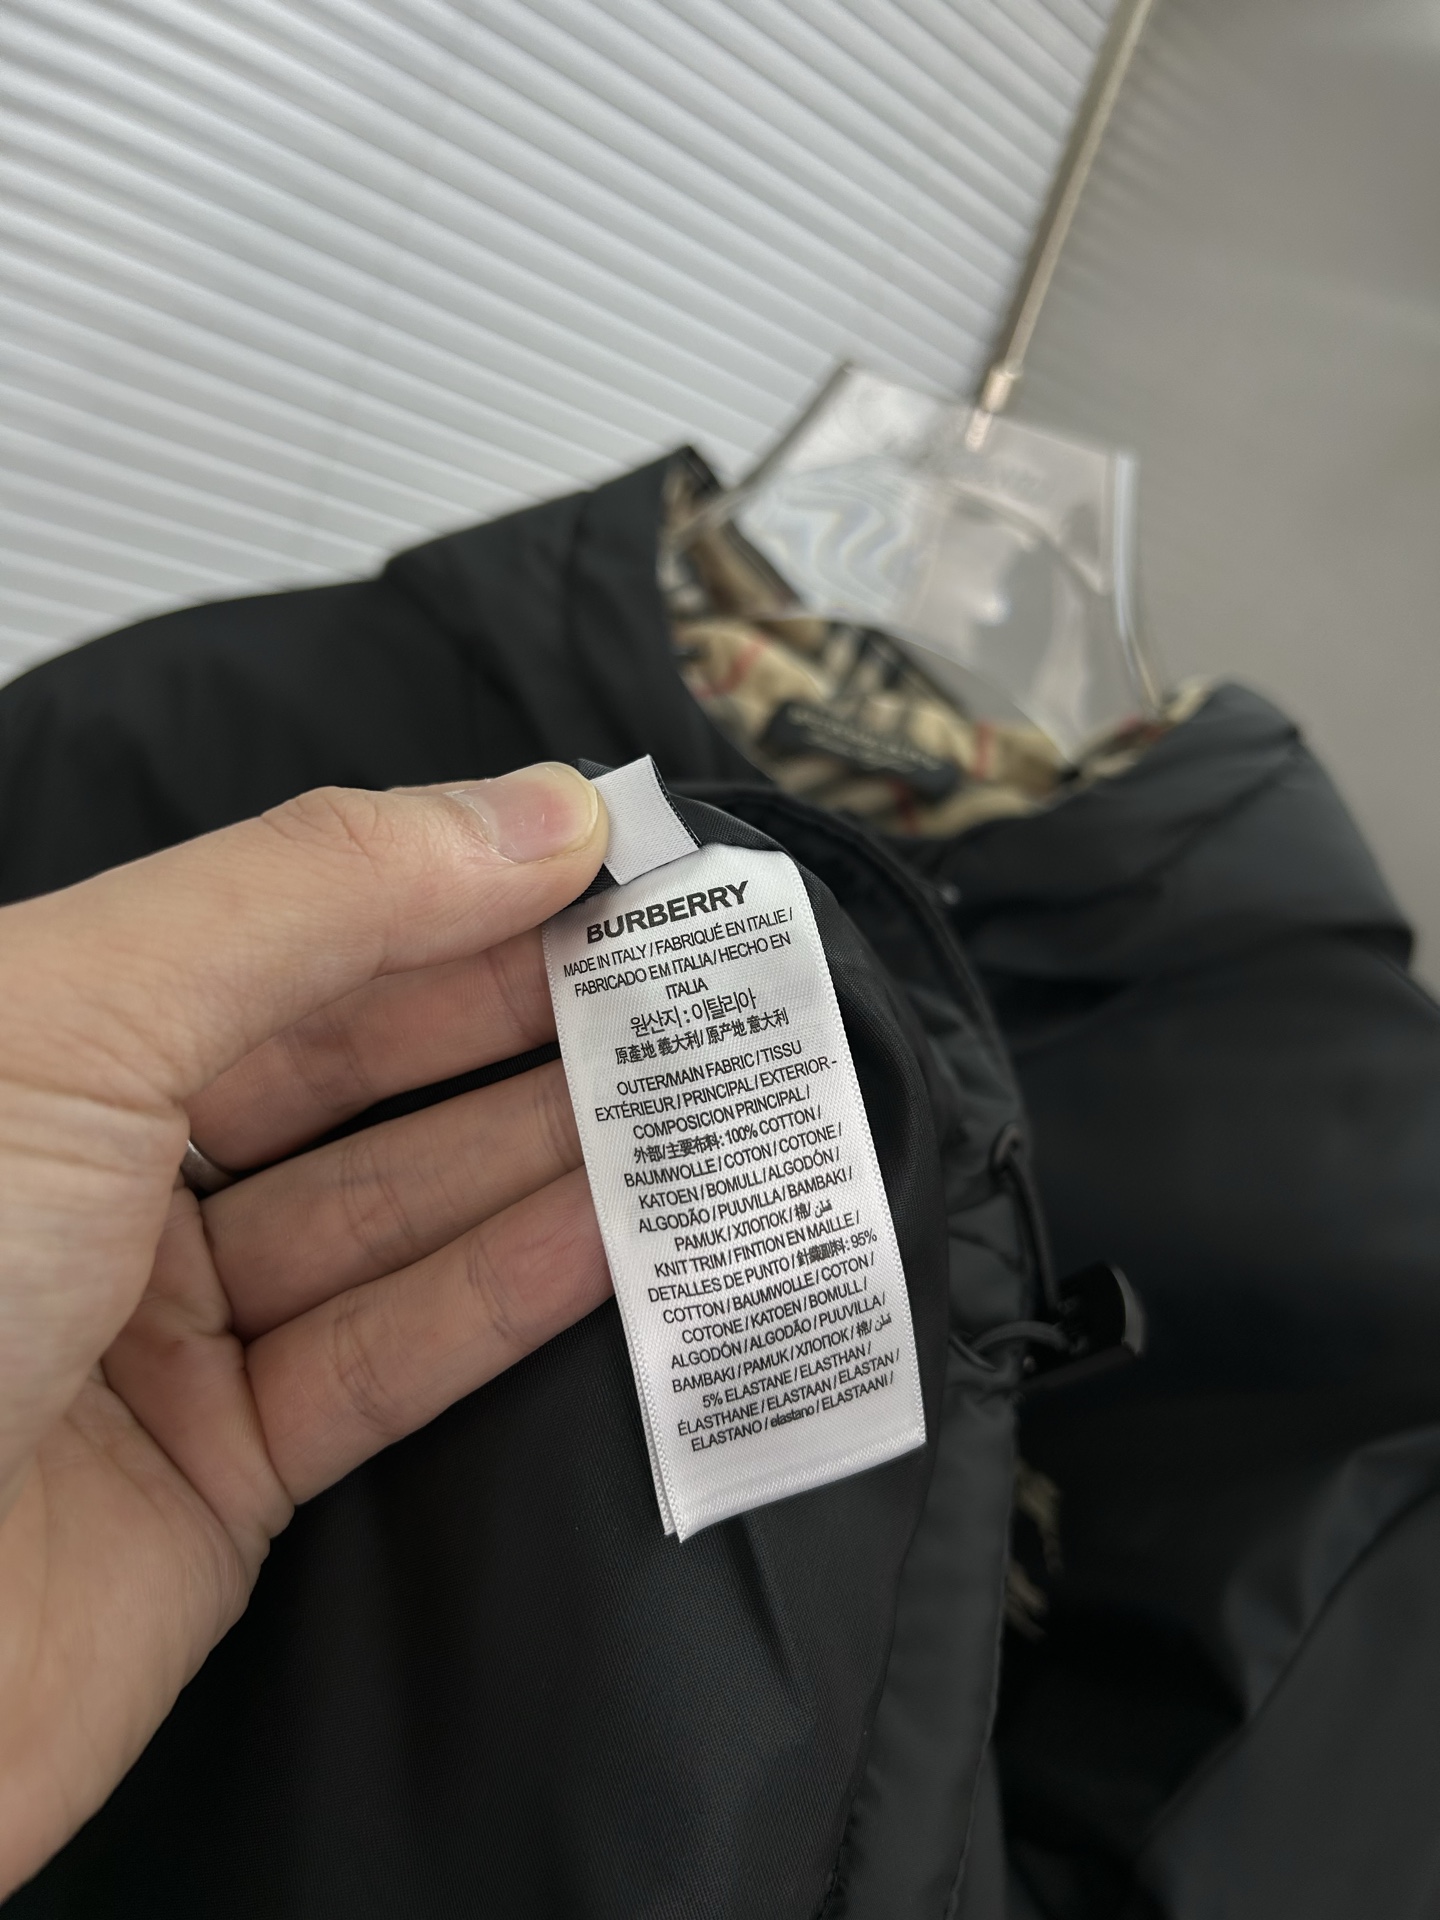 BURBERRY
MADE IN ITALY / FABRIQUÉ EN ITALIE /
FABRICADO EM ITALIA / HECHO EN
ITALIA
원산지 : 이탈리아
原產地 義大利/ 原产地 意大利
OUTER/MAIN FABRIC / TISSU
EXTÉRIEUR / PRINCIPAL / EXTERIOR -
COMPOSICION PRINCIPAL /
外部/主要布料: 100% COTTON /
BAUMWOLLE / COTON / COTONE /
KATOEN / BOMULL / ALGODÓN /
ALGODÃO / PUUVILLA / BAMBAKI /
PAMUK / ХЛОПОК / 棉 / قطن
KNIT TRIM / FINTION EN MAILLE /
DETALLES DE PUNTO / 針織副料: 95%
COTTON / BAUMWOLLE / COTON /
COTONE / KATOEN / BOMULL /
ALGODÓN / ALGODÃO / PUUVILLA /
BAMBAKI / PAMUK / ХЛОПОК / 棉 / قطن
5% ELASTANE / ELASTHAN /
ÉLASTHANE / ELASTAAN / ELASTAN /
ELASTANO / elastano / ELASTAANI /